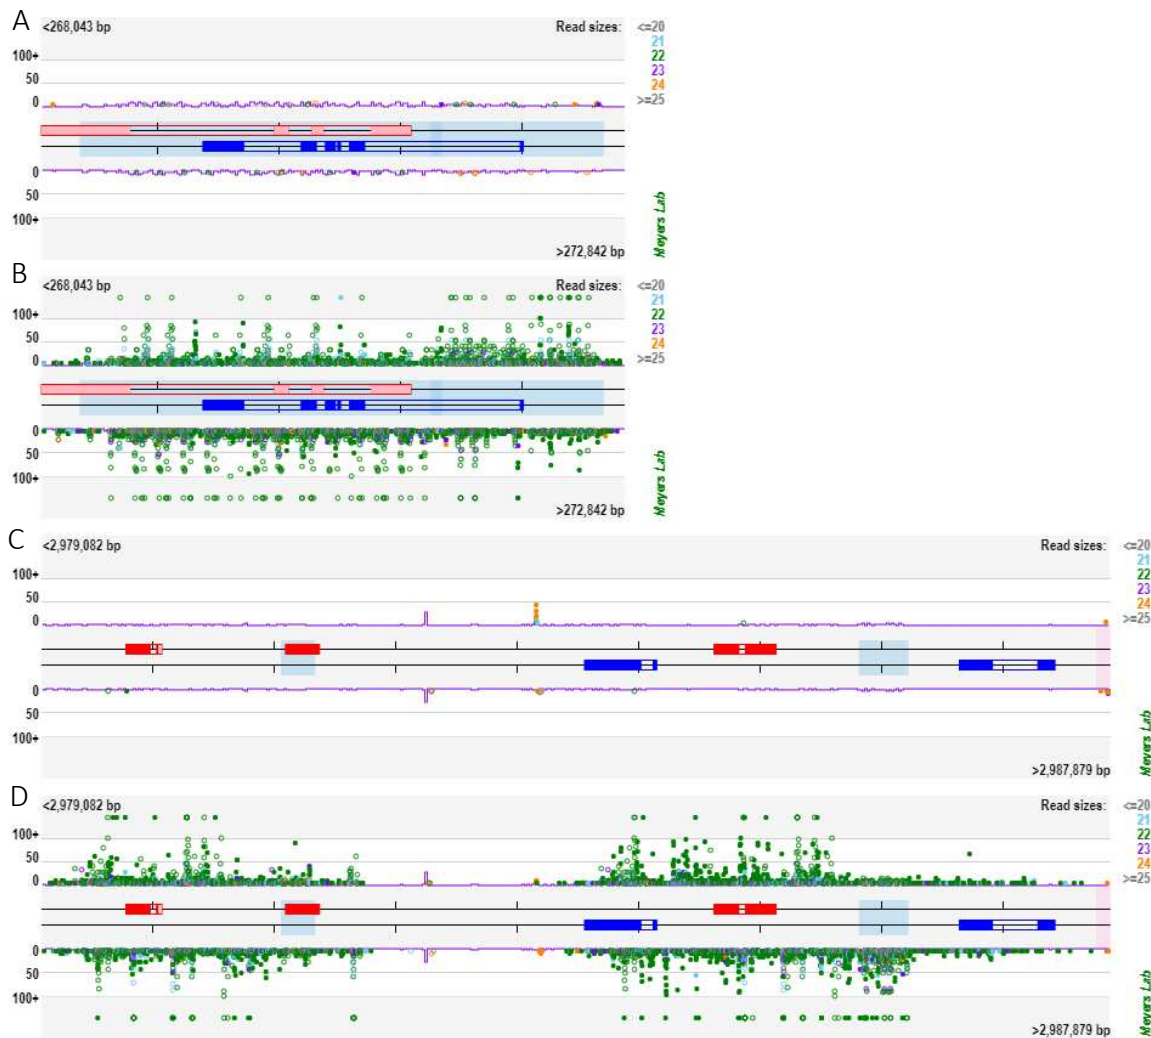 A
<268,043 bp
Read sizes:
<=20
21
22
23
24
>=25
100+
50
0
0
50
100+
>272,842 bp
Meyers Lab
B
<268,043 bp
Read sizes:
<=20
21
22
23
24
>=25
100+
50
0
0
50
100+
>272,842 bp
Meyers Lab
C
<2,979,082 bp
Read sizes:
<=20
21
22
23
24
>=25
100+
50
0
0
50
100+
>2,987,879 bp
Meyers Lab
D
<2,979,082 bp
Read sizes:
<=20
21
22
23
24
>=25
100+
50
0
0
50
100+
>2,987,879 bp
Meyers Lab